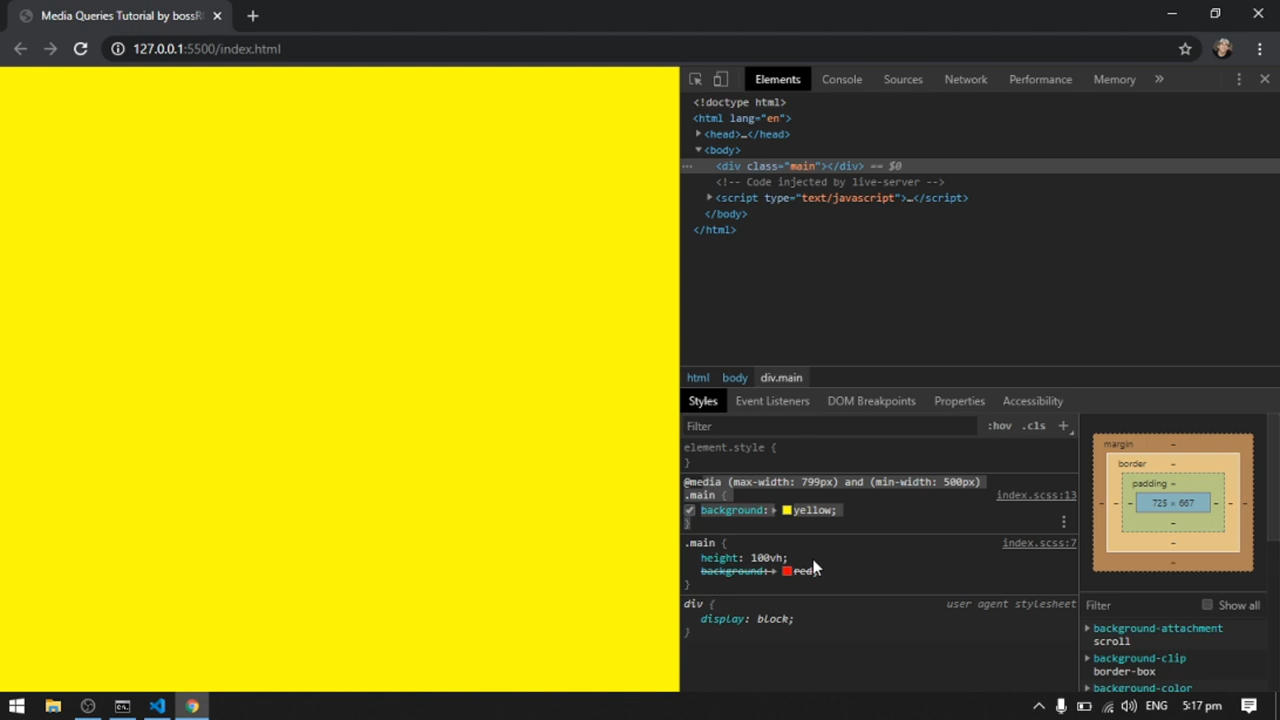 Media Queries Tutorial by bossR
127.0.0.1:5500/index.html
Elements Console Sources Network Performance Memory »
<!doctype html>
<html lang="en">
<head>…</head>
<body>
… <div class="main"></div> == $0
<!-- Code injected by live-server -->
<script type="text/javascript">…</script>
</body>
</html>
html body div.main
Styles Event Listeners DOM Breakpoints Properties Accessibility
Filter :hov .cls +
element.style {
}
@media (max-width: 799px) and (min-width: 500px)
.main { index.scss:13
background: yellow;
}
.main { index.scss:7
height: 100vh;
background: red;
}
div { user agent stylesheet
display: block;
}
margin -
border -
padding -
- - - 725 × 667 - - -
-
-
-
Filter Show all
background-attachment
scroll
background-clip
border-box
background-color
ENG 5:17 pm